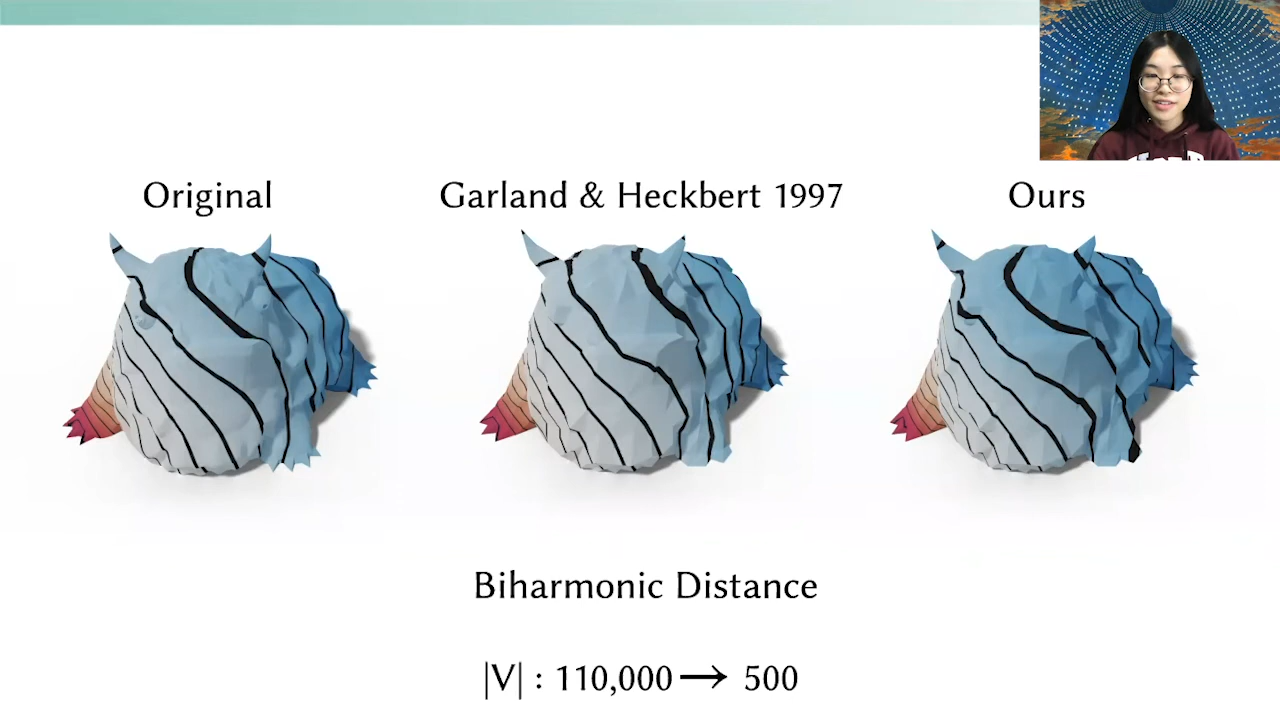 Original
Garland & Heckbert 1997
Ours
Biharmonic Distance
|V| : 110,000 → 500